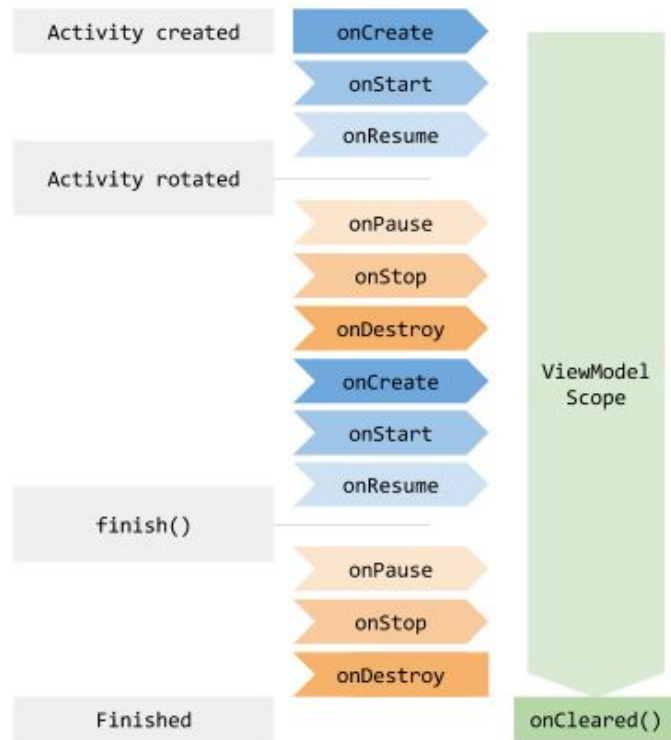 Activity created
onCreate
onStart
onResume
Activity rotated
onPause
onStop
onDestroy
onCreate
ViewModel
Scope
onStart
onResume
finish()
onPause
onStop
onDestroy
Finished
onCleared()